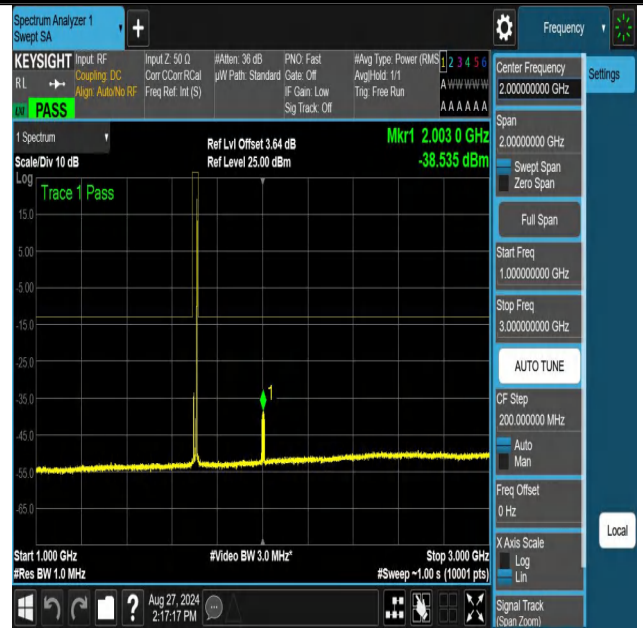 Spectrum Analyzer 1
Swept SA
Frequency
KEYSIGHT
RL
PASS
Input: RF
Coupling: DC
Align: Auto/No RF
Input Z: 50 Ω
Corr CCorr RCal
Freq Ref: Int (S)
#Atten: 36 dB
µW Path: Standard
PNO: Fast
Gate: Off
IF Gain: Low
Sig Track: Off
#Avg Type: Power (RMS
Avg|Hold: 1/1
Trig: Free Run
1 2 3 4 5 6
A W W W W W
A A A A A A
1 Spectrum
Scale/Div 10 dB
Log
Ref Lvl Offset 3.64 dB
Ref Level 25.00 dBm
Mkr1 2.003 0 GHz
-38.535 dBm
Trace 1 Pass
15.0
5.00
-5.00
-15.0
-25.0
-35.0
-45.0
-55.0
-65.0
1
Start 1.000 GHz
#Res BW 1.0 MHz
#Video BW 3.0 MHz*
Stop 3.000 GHz
#Sweep ~1.00 s (10001 pts)
Aug 27, 2024
2:17:17 PM
Center Frequency
2.000000000 GHz
Settings
Span
2.00000000 GHz
Swept Span
Zero Span
Full Span
Start Freq
1.000000000 GHz
Stop Freq
3.000000000 GHz
AUTO TUNE
CF Step
200.000000 MHz
Auto
Man
Freq Offset
0 Hz
X Axis Scale
Log
Lin
Local
Signal Track
(Span Zoom)